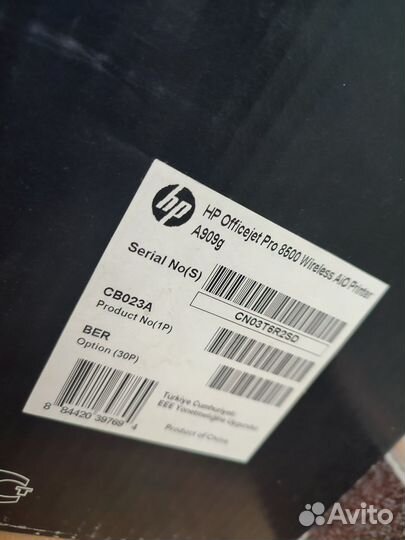 hp
HP Officejet Pro 8500 Wireless AiO Printer
A909g
Serial No(S)
CN03T6R2SD
CB023A
Product No(1P)
BER
Option (30P)
8 84420 39769 4
Türkiye Cumhuriyeti:
EEE Yönetmeliğine Uygundur
Product of China
Avito